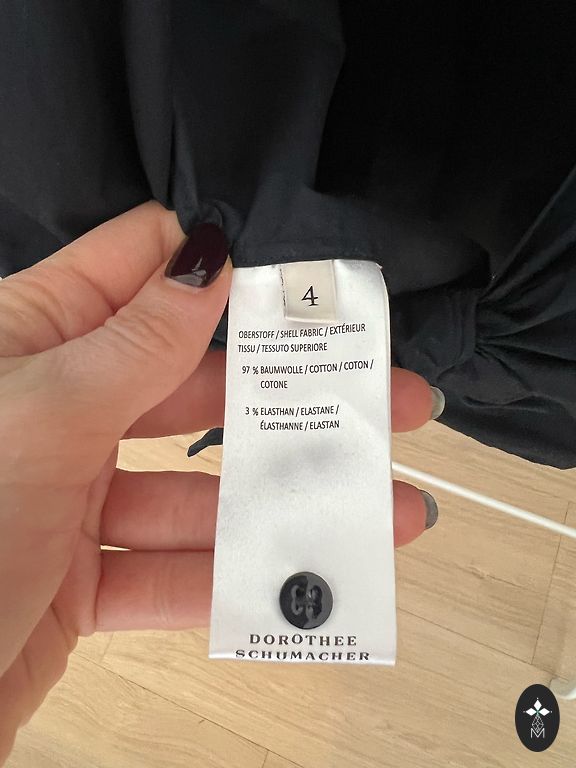 4
OBERSTOFF / SHELL FABRIC / EXTÉRIEUR
TISSU / TESSUTO SUPERIORE
97 % BAUMWOLLE / COTTON / COTON /
COTONE
3 % ELASTHAN / ELASTANE /
ÉLASTHANNE / ELASTAN
DOROTHEE
SCHUMACHER
M